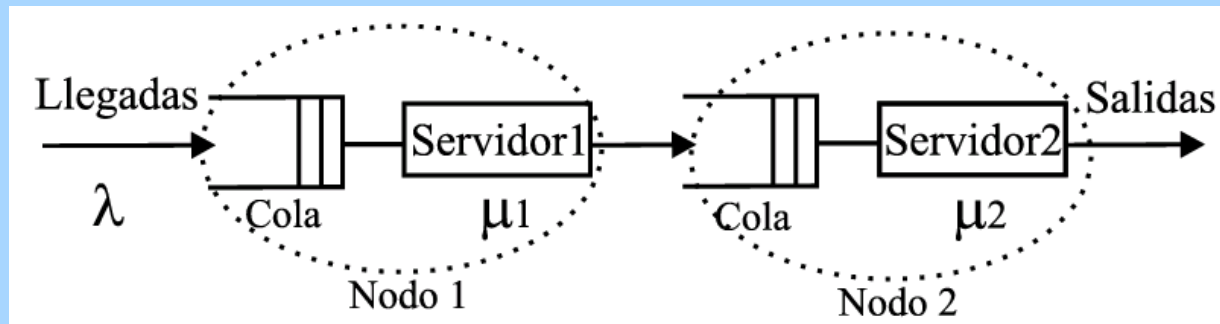 Llegadas
λ
Cola
Servidor1
μ1
Nodo 1
Cola
Servidor2
μ2
Nodo 2
Salidas